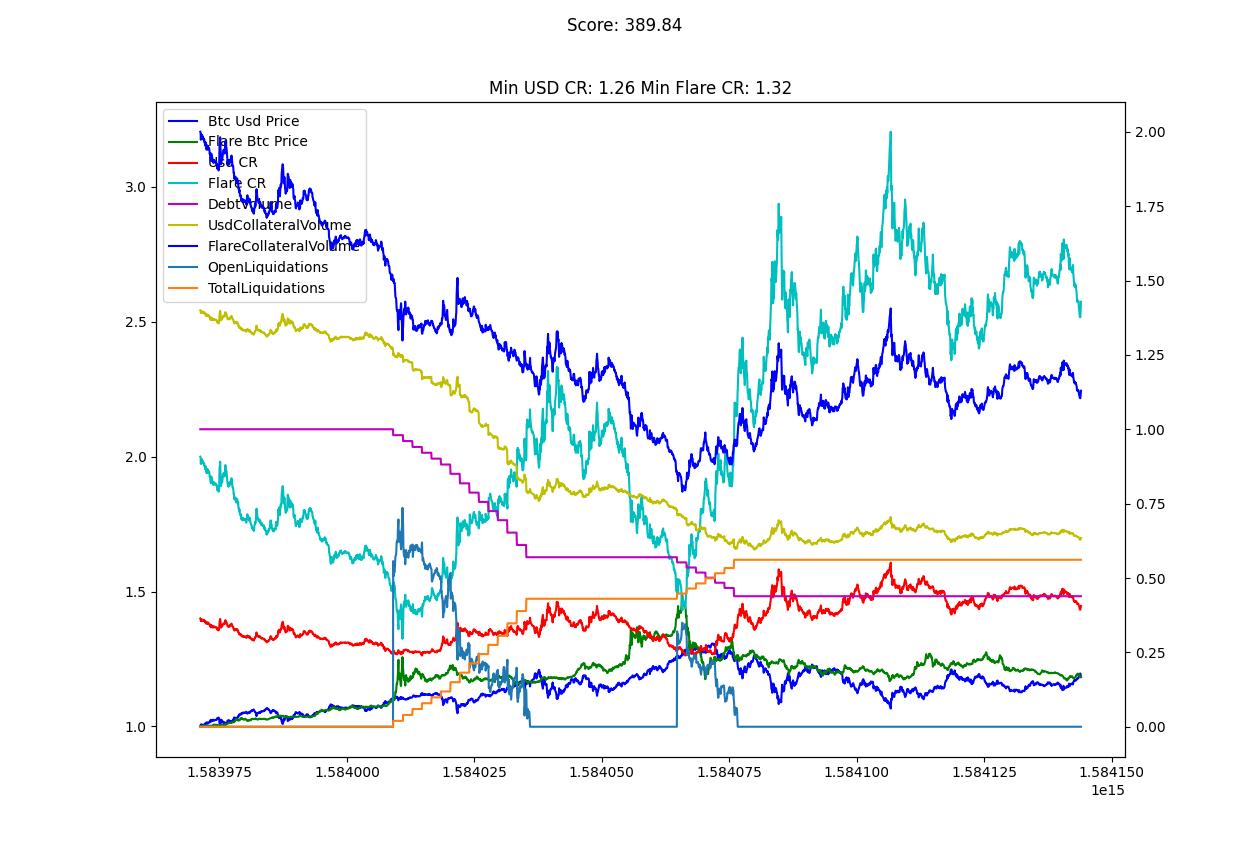 Score: 389.84
Min USD CR: 1.26 Min Flare CR: 1.32
Btc Usd Price
Flare Btc Price
Usd CR
Flare CR
DebtVolume
UsdCollateralVolume
FlareCollateralVolume
OpenLiquidations
TotalLiquidations
3.0
2.5
2.0
1.5
1.0
2.00
1.75
1.50
1.25
1.00
0.75
0.50
0.25
0.00
1.583975
1.584000
1.584025
1.584050
1.584075
1.584100
1.584125
1.584150
1e15